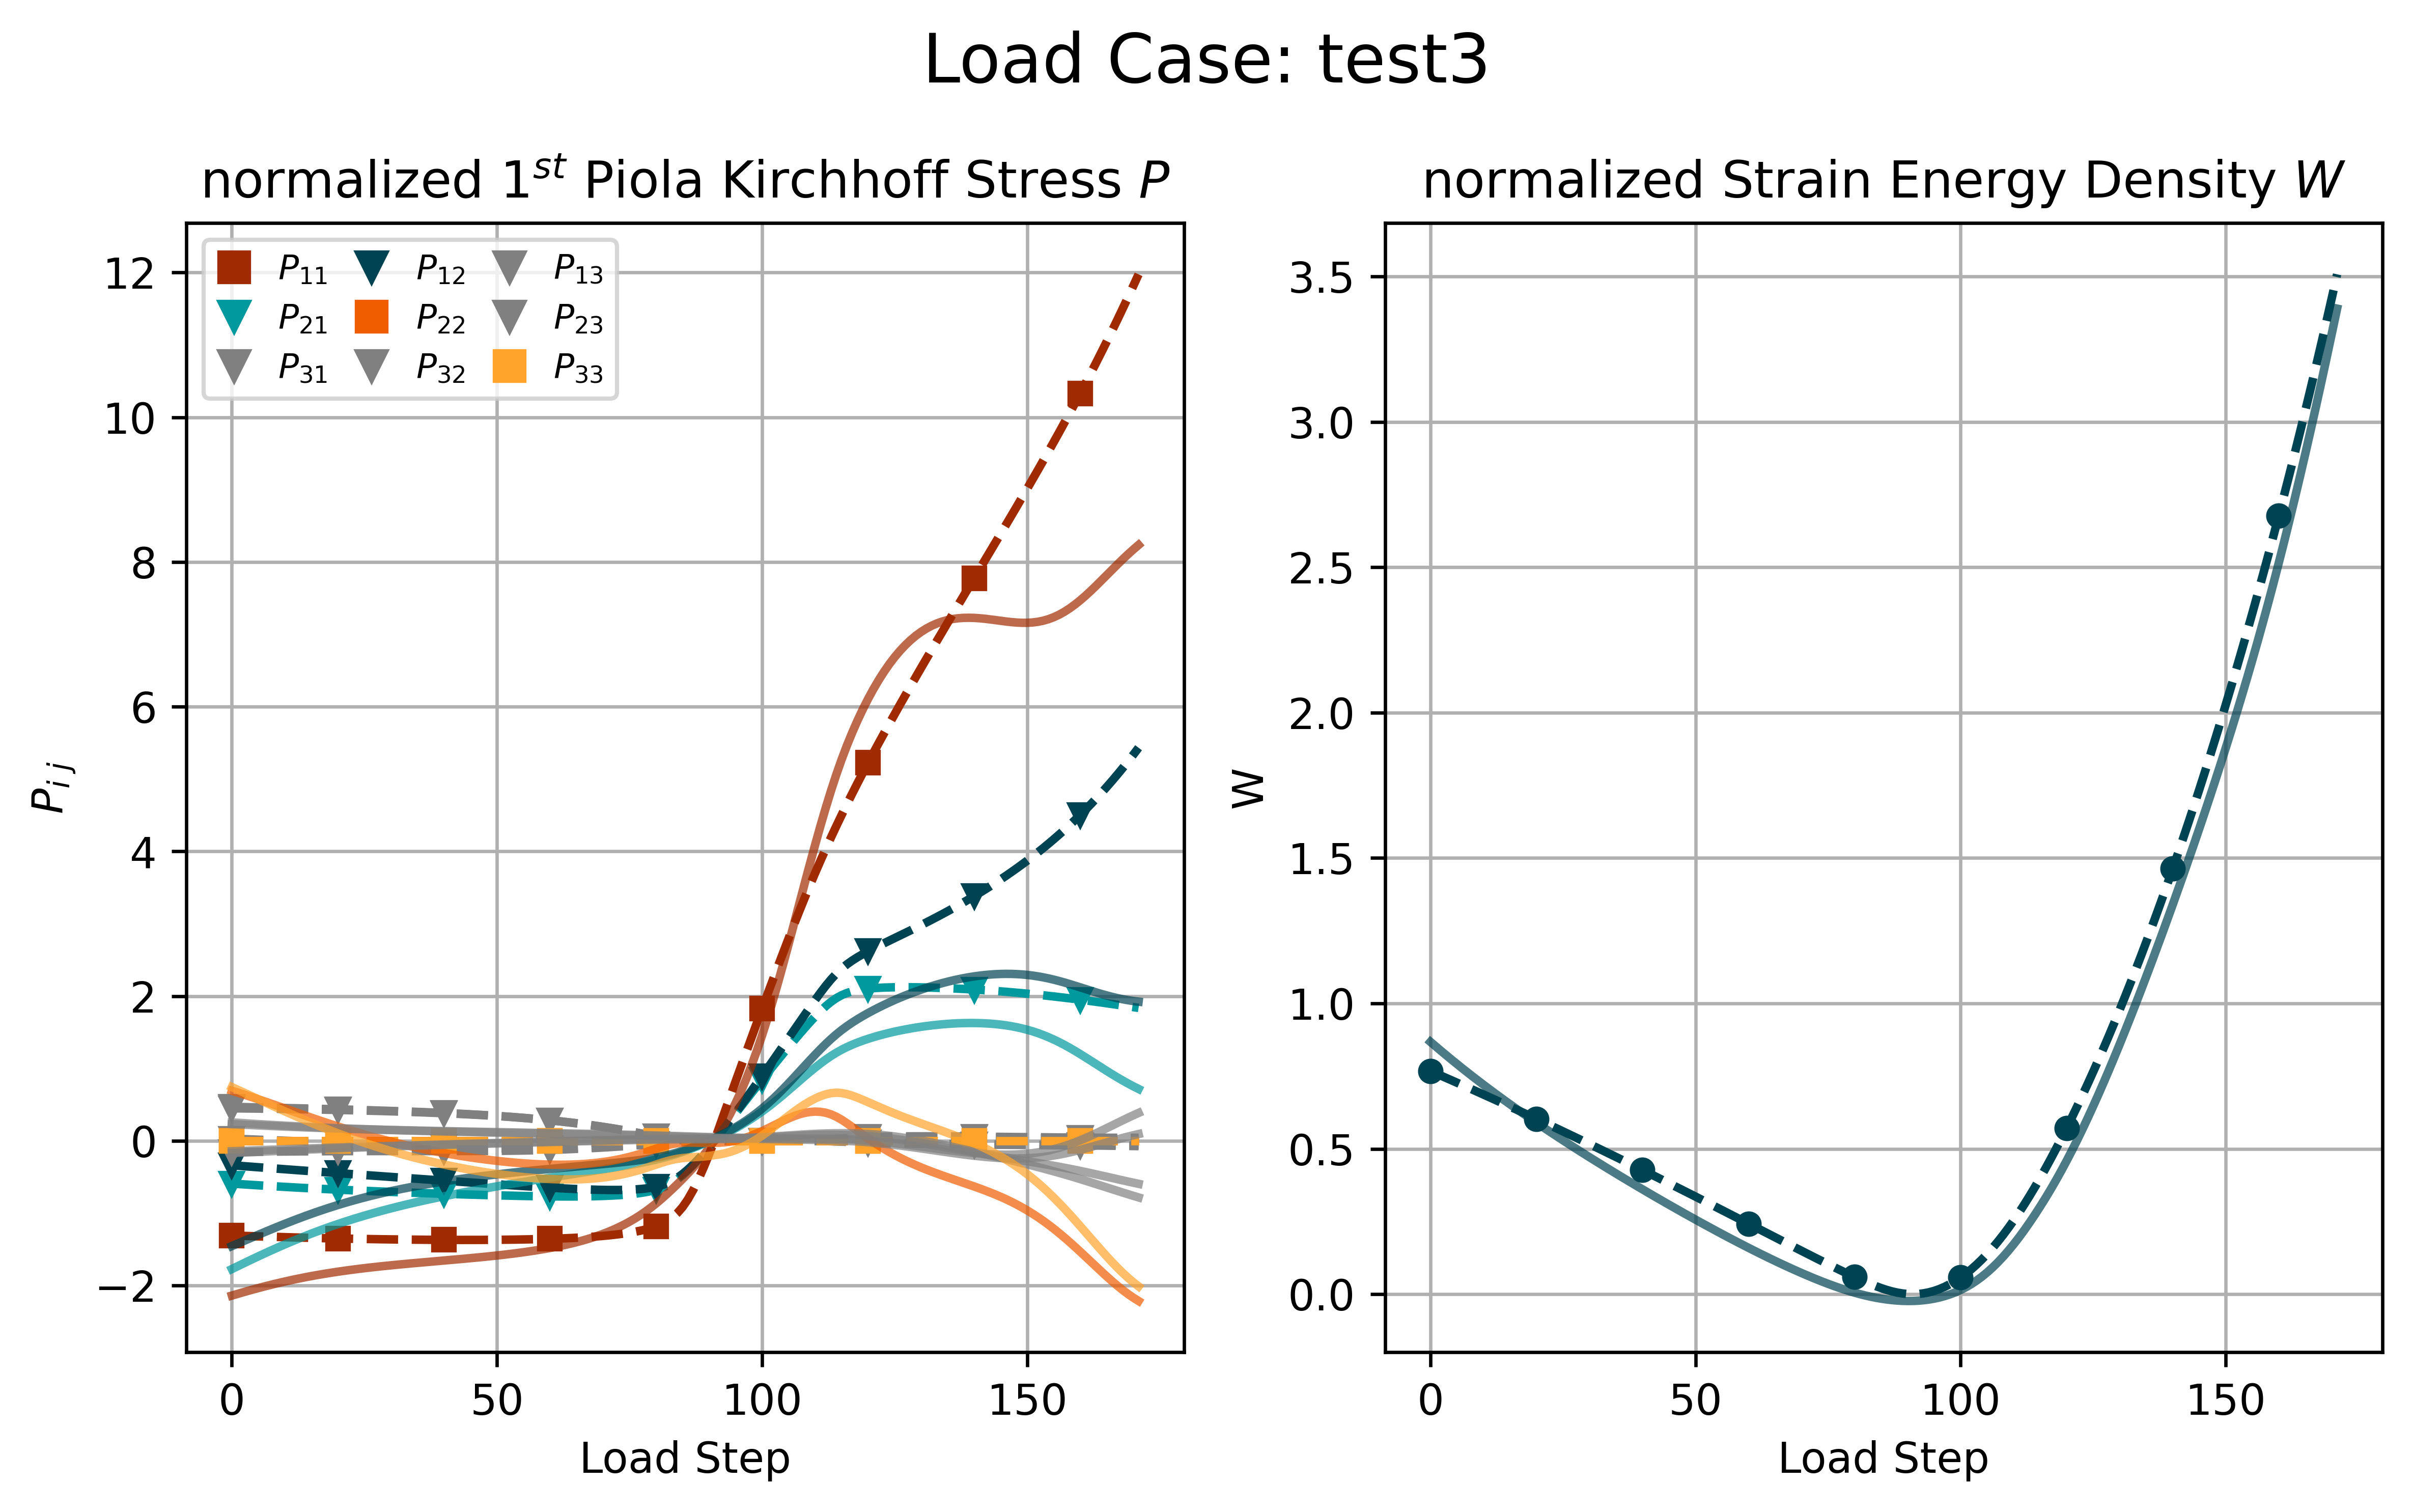 Load Case: test3
normalized 1st Piola Kirchhoff Stress P
P11 P12 P13
P21 P22 P23
P31 P32 P33
12
10
8
6
4
2
0
−2
Pi j
0 50 100 150
Load Step
normalized Strain Energy Density W
3.5
3.0
2.5
2.0
1.5
1.0
0.5
0.0
W
0 50 100 150
Load Step